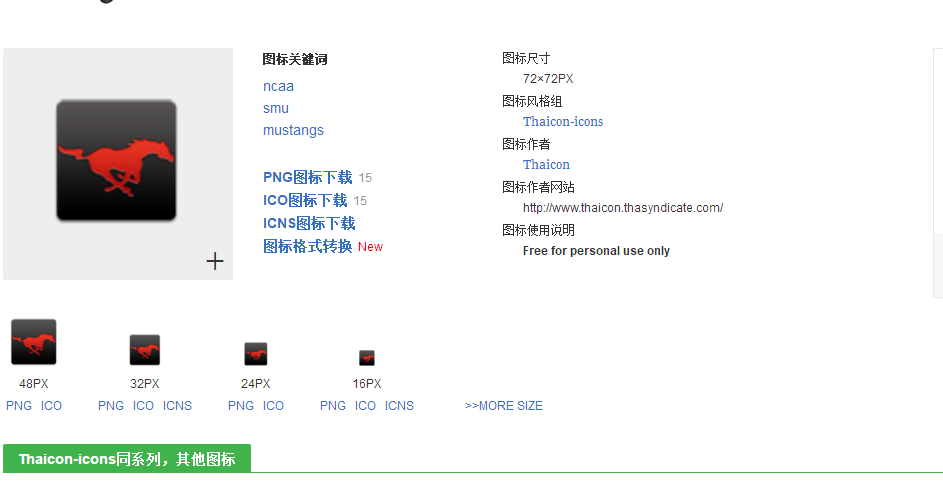 图标关键词
ncaa
smu
mustangs
PNG图标下载 15
ICO图标下载 15
ICNS图标下载
图标格式转换 New
图标尺寸
72×72PX
图标风格组
Thaicon-icons
图标作者
Thaicon
图标作者网站
http://www.thaicon.thasyndicate.com/
图标使用说明
Free for personal use only
48PX
PNG ICO
32PX
PNG ICO ICNS
24PX
PNG ICO
16PX
PNG ICO ICNS
>>MORE SIZE
Thaicon-icons同系列，其他图标